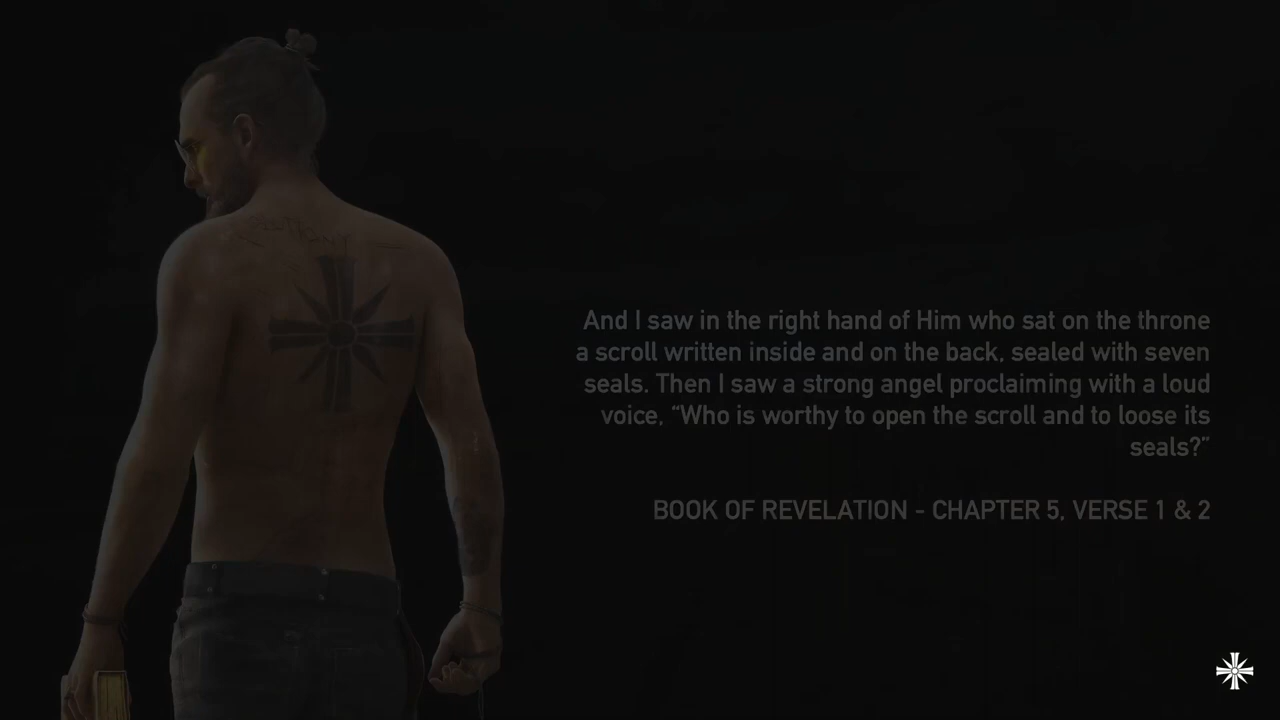 And I saw in the right hand of Him who sat on the throne
a scroll written inside and on the back, sealed with seven
seals. Then I saw a strong angel proclaiming with a loud
voice, “Who is worthy to open the scroll and to loose its
seals?”
BOOK OF REVELATION - CHAPTER 5, VERSE 1 & 2